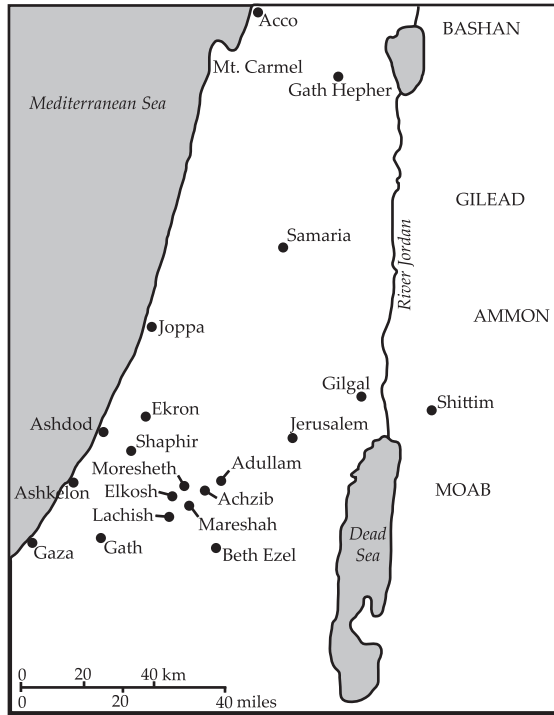 Acco
BASHAN
Mt. Carmel
Gath Hepher
Mediterranean Sea
GILEAD
Samaria
River Jordan
AMMON
Joppa
Gilgal
Shittim
Ekron
Ashdod
Jerusalem
Shaphir
Moresheth
Adullam
Ashkelon
Elkosh
Achzib
MOAB
Lachish
Mareshah
Gaza
Gath
Beth Ezel
Dead
Sea
0 20 40 km
0 20 40 miles